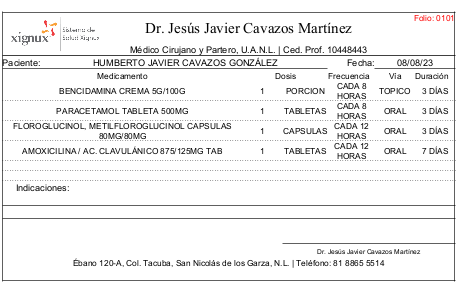 Folio: 0101
xignux Sistema de Salud Xignux
Dr. Jesús Javier Cavazos Martínez
Médico Cirujano y Partero, U.A.N.L. | Ced. Prof. 10448443
Paciente: HUMBERTO JAVIER CAVAZOS GONZÁLEZ Fecha: 08/08/23
Medicamento Dosis Frecuencia Vía Duración
BENCIDAMINA CREMA 5G/100G 1 PORCION CADA 8 HORAS TOPICO 3 DÍAS
PARACETAMOL TABLETA 500MG 1 TABLETAS CADA 8 HORAS ORAL 3 DÍAS
FLOROGLUCINOL, METILFLOROGLUCINOL CAPSULAS 80MG/80MG 1 CAPSULAS CADA 12 HORAS ORAL 3 DÍAS
AMOXICILINA / AC. CLAVULÁNICO 875/125MG TAB 1 TABLETAS CADA 12 HORAS ORAL 7 DÍAS
Indicaciones:
Dr. Jesús Javier Cavazos Martínez
Ébano 120-A, Col. Tacuba, San Nicolás de los Garza, N.L. | Teléfono: 81 8865 5514